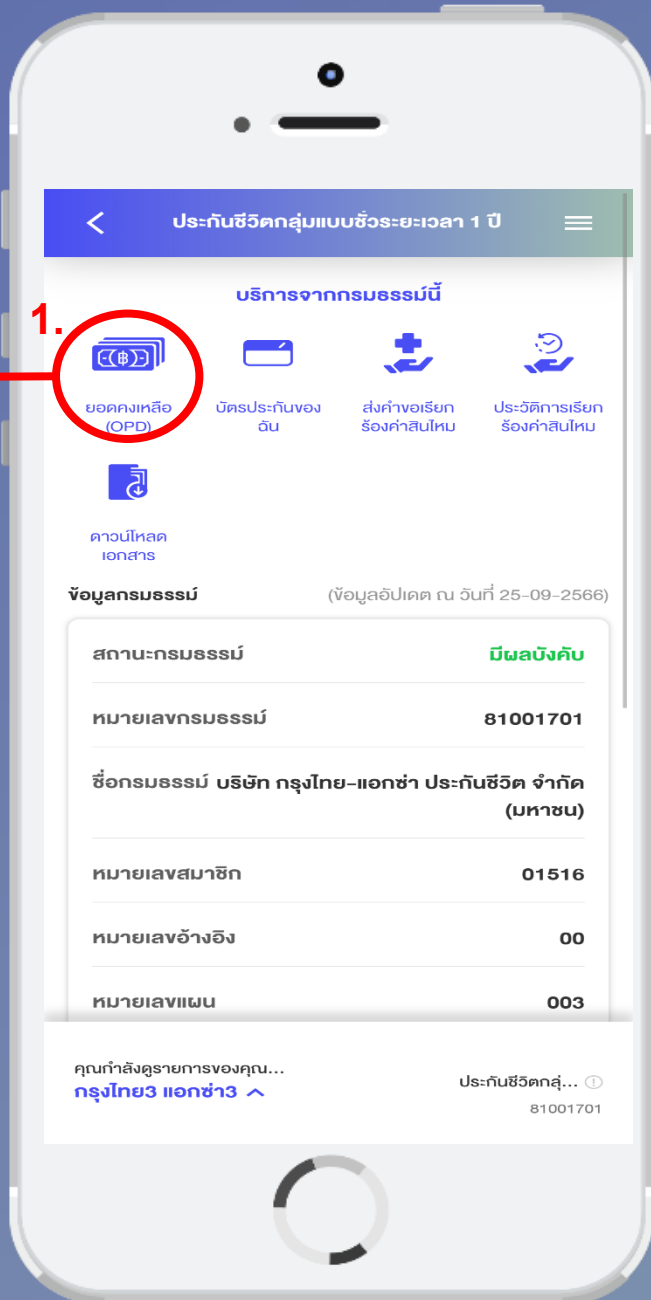 ประกันชีวิตกลุ่มแบบชั่วระยะเวลา 1 ปี
บริการจากกรมธรรม์นี้
1.
ยอดคงเหลือ
(OPD)
บัตรประกันของ
ฉัน
ส่งคำขอเรียก
ร้องค่าสินไหม
ประวัติการเรียก
ร้องค่าสินไหม
ดาวน์โหลด
เอกสาร
ข้อมูลกรมธรรม์ (ข้อมูลอัปเดต ณ วันที่ 25-09-2566)
สถานะกรมธรรม์ มีผลบังคับ
หมายเลขกรมธรรม์ 81001701
ชื่อกรมธรรม์ บริษัท กรุงไทย-แอกซ่า ประกันชีวิต จำกัด
(มหาชน)
หมายเลขสมาชิก 01516
หมายเลขอ้างอิง 00
หมายเลขแผน 003
คุณกำลังดูรายการของคุณ...
กรุงไทย3 แอกซ่า3
ประกันชีวิตกลุ่...
81001701